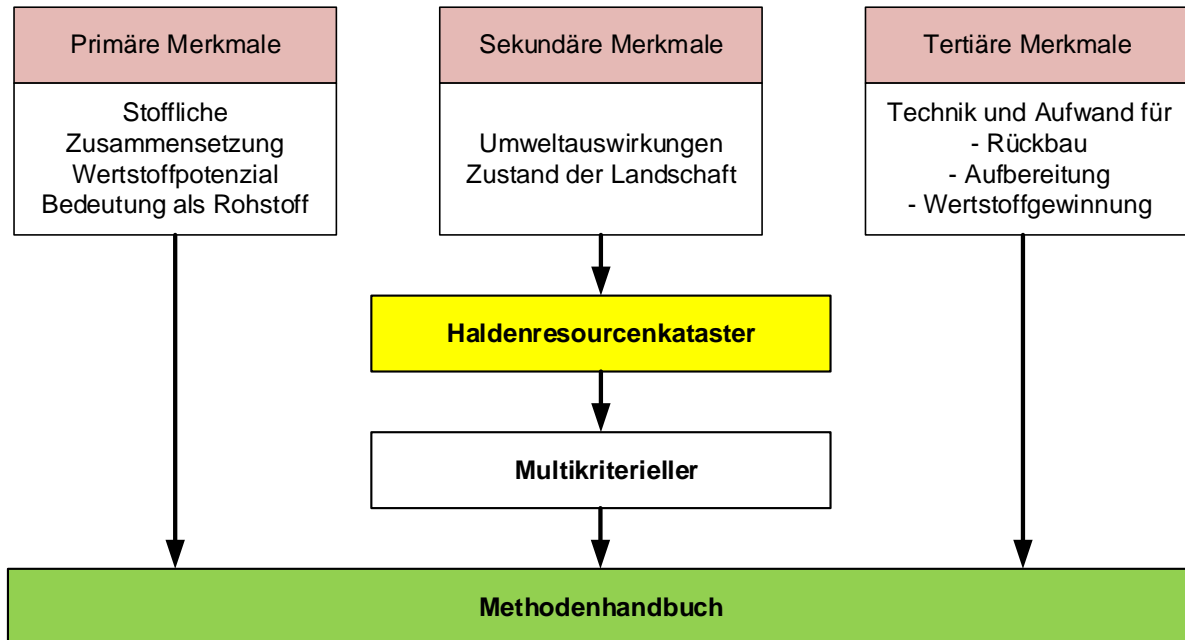 Primäre Merkmale
Stoffliche
Zusammensetzung
Wertstoffpotenzial
Bedeutung als Rohstoff
Sekundäre Merkmale
Umweltauswirkungen
Zustand der Landschaft
Tertiäre Merkmale
Technik und Aufwand für
- Rückbau
- Aufbereitung
- Wertstoffgewinnung
Haldenresourcenkataster
Multikriterieller
Methodenhandbuch